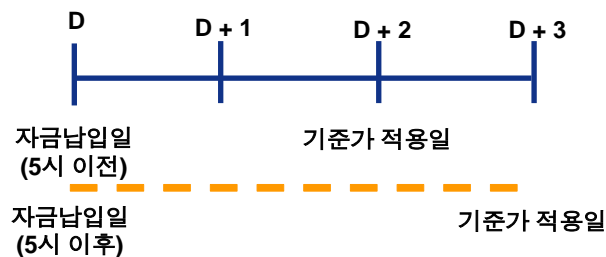 D
D + 1
D + 2
D + 3
자금납입일
(5시 이전)
기준가 적용일
자금납입일
(5시 이후)
기준가 적용일